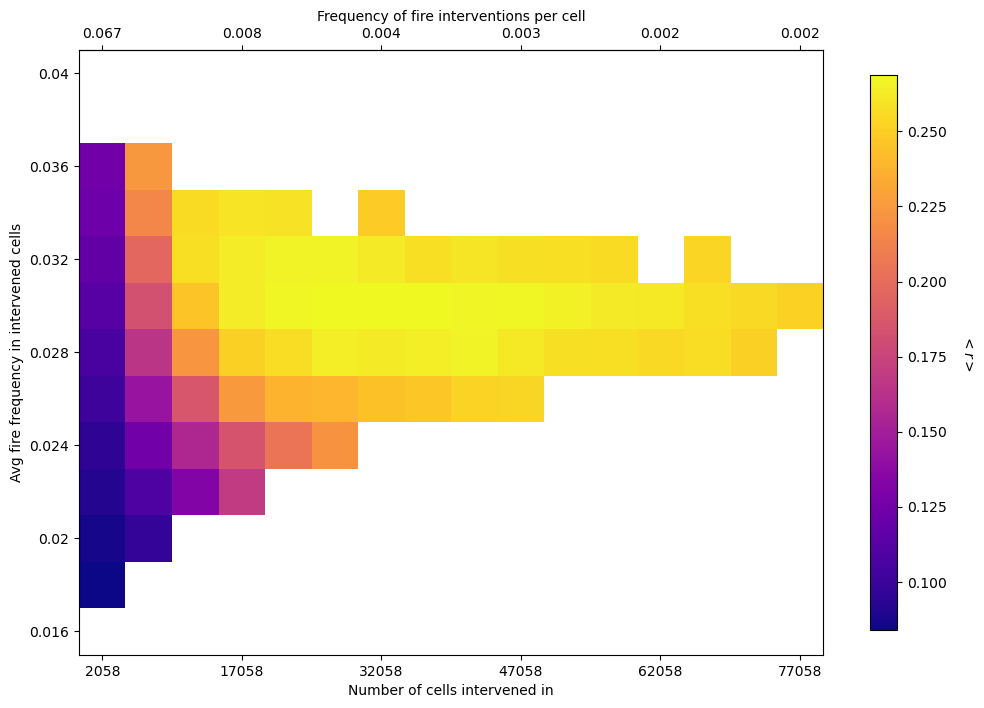 Frequency of fire interventions per cell
0.067 0.008 0.004 0.003 0.002 0.002
0.04
0.036
0.032
0.028
0.024
0.02
0.016
Avg fire frequency in intervened cells
2058 17058 32058 47058 62058 77058
Number of cells intervened in
0.250
0.225
0.200
0.175
0.150
0.125
0.100
< r >